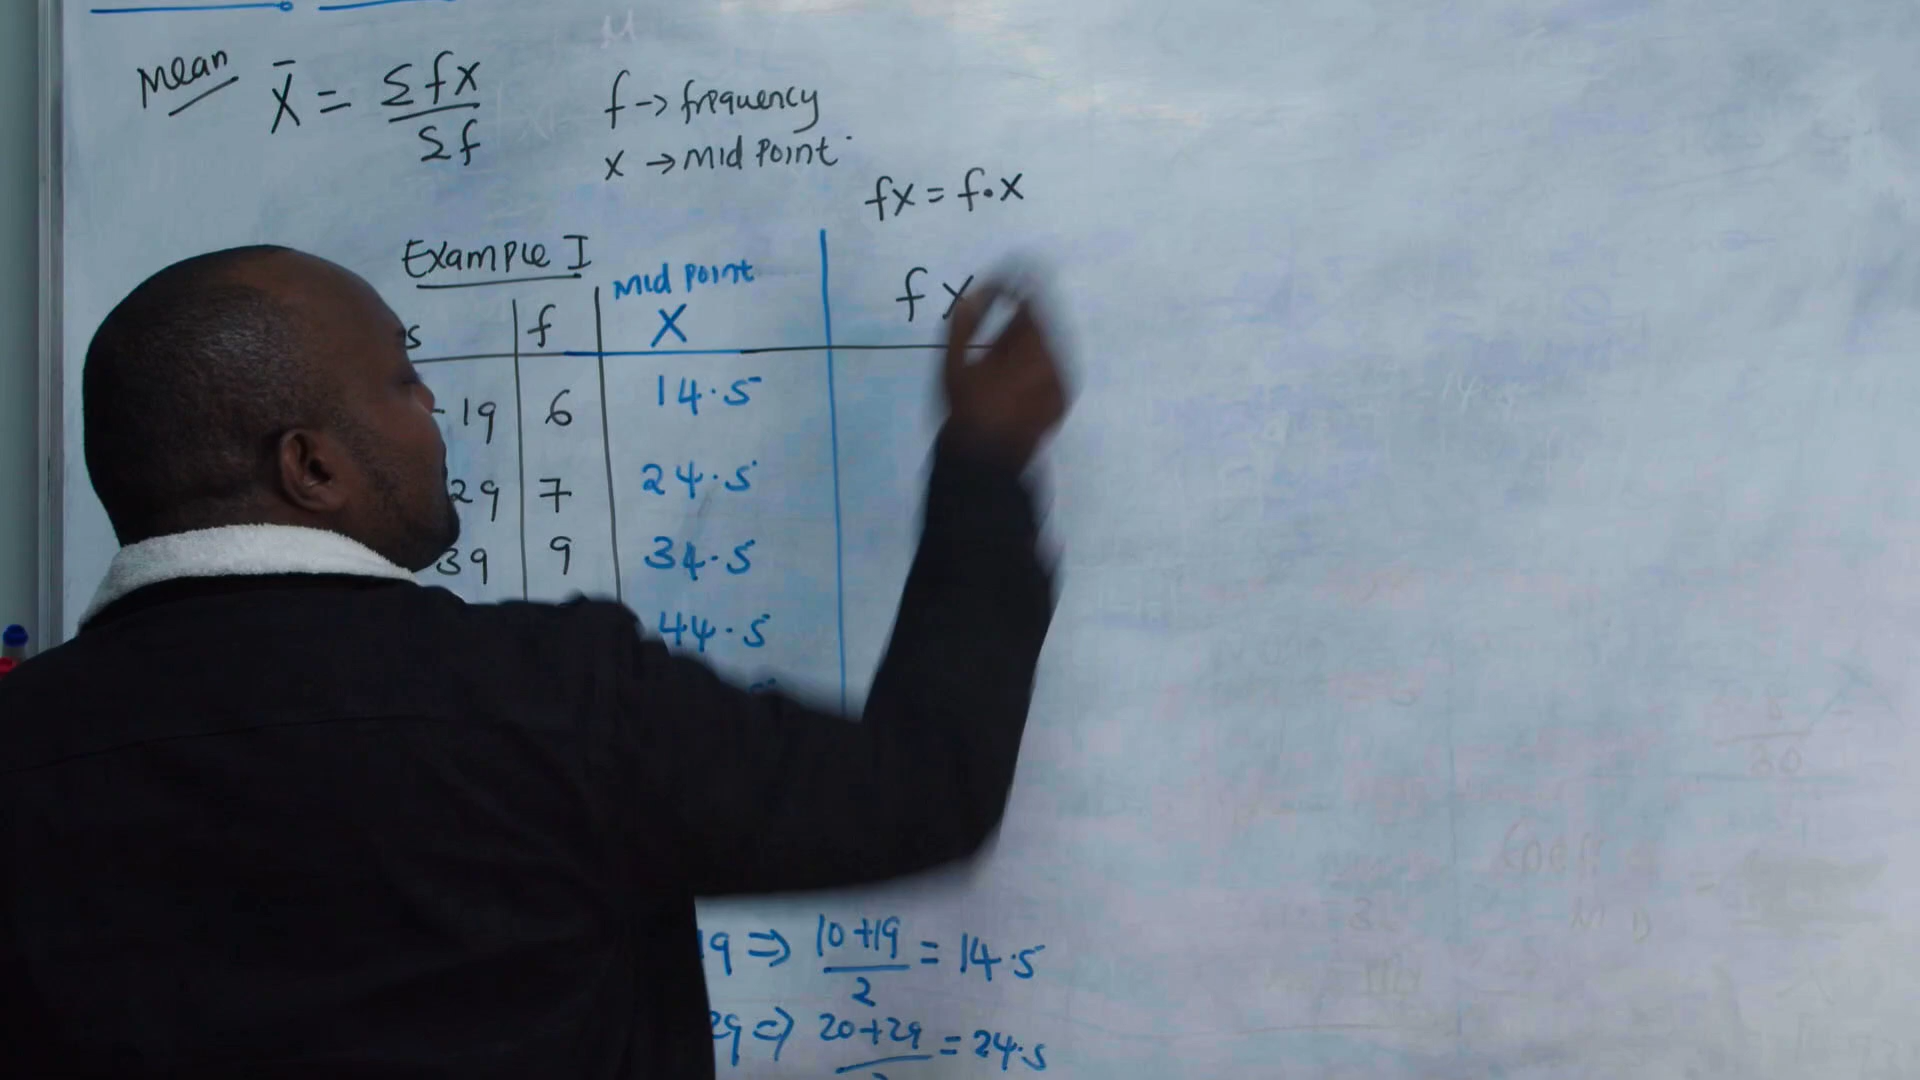 Mean X̄ = Σfx / Σf
f → frequency
x → Mid Point
fx = f·x
Example I
Mid Point
s f X f x
- 19 6 14.5
29 7 24.5
39 9 34.5
44.5
19 ⇒ 10+19 / 2 = 14.5
29 ⇒ 20+29 = 24.5